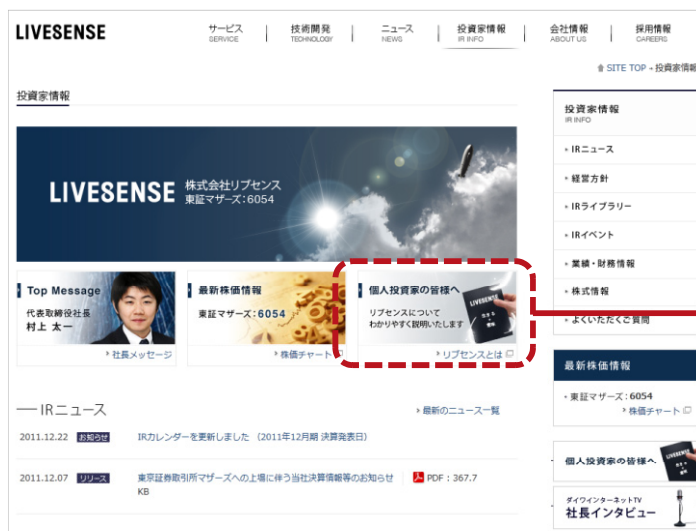 LIVESENSE
サービス
SERVICE
技術開発
TECHNOLOGY
ニュース
NEWS
投資家情報
IR INFO
会社情報
ABOUT US
採用情報
CAREERS
SITE TOP - 投資家情報
投資家情報
LIVESENSE 株式会社リブセンス
東証マザーズ:6054
Top Message
代表取締役社長
村上 太一
社長メッセージ
最新株価情報
東証マザーズ:6054
株価チャート
個人投資家の皆様へ
リブセンスについて
わかりやすく説明いたします
LIVESENSE
リブセンスとは
IRニュース
最新のニュース一覧
2011.12.22 お知らせ IRカレンダーを更新しました (2011年12月期 決算発表日)
2011.12.07 リリース 東京証券取引所マザーズへの上場に伴う当社決算情報等のお知らせ PDF : 367.7
KB
投資家情報
IR INFO
IRニュース
経営方針
IRライブラリー
IRイベント
業績・財務情報
株式情報
よくいただくご質問
最新株価情報
・東証マザーズ:6054
株価チャート
個人投資家の皆様へ
ダイワインターネットTV
社長インタビュー